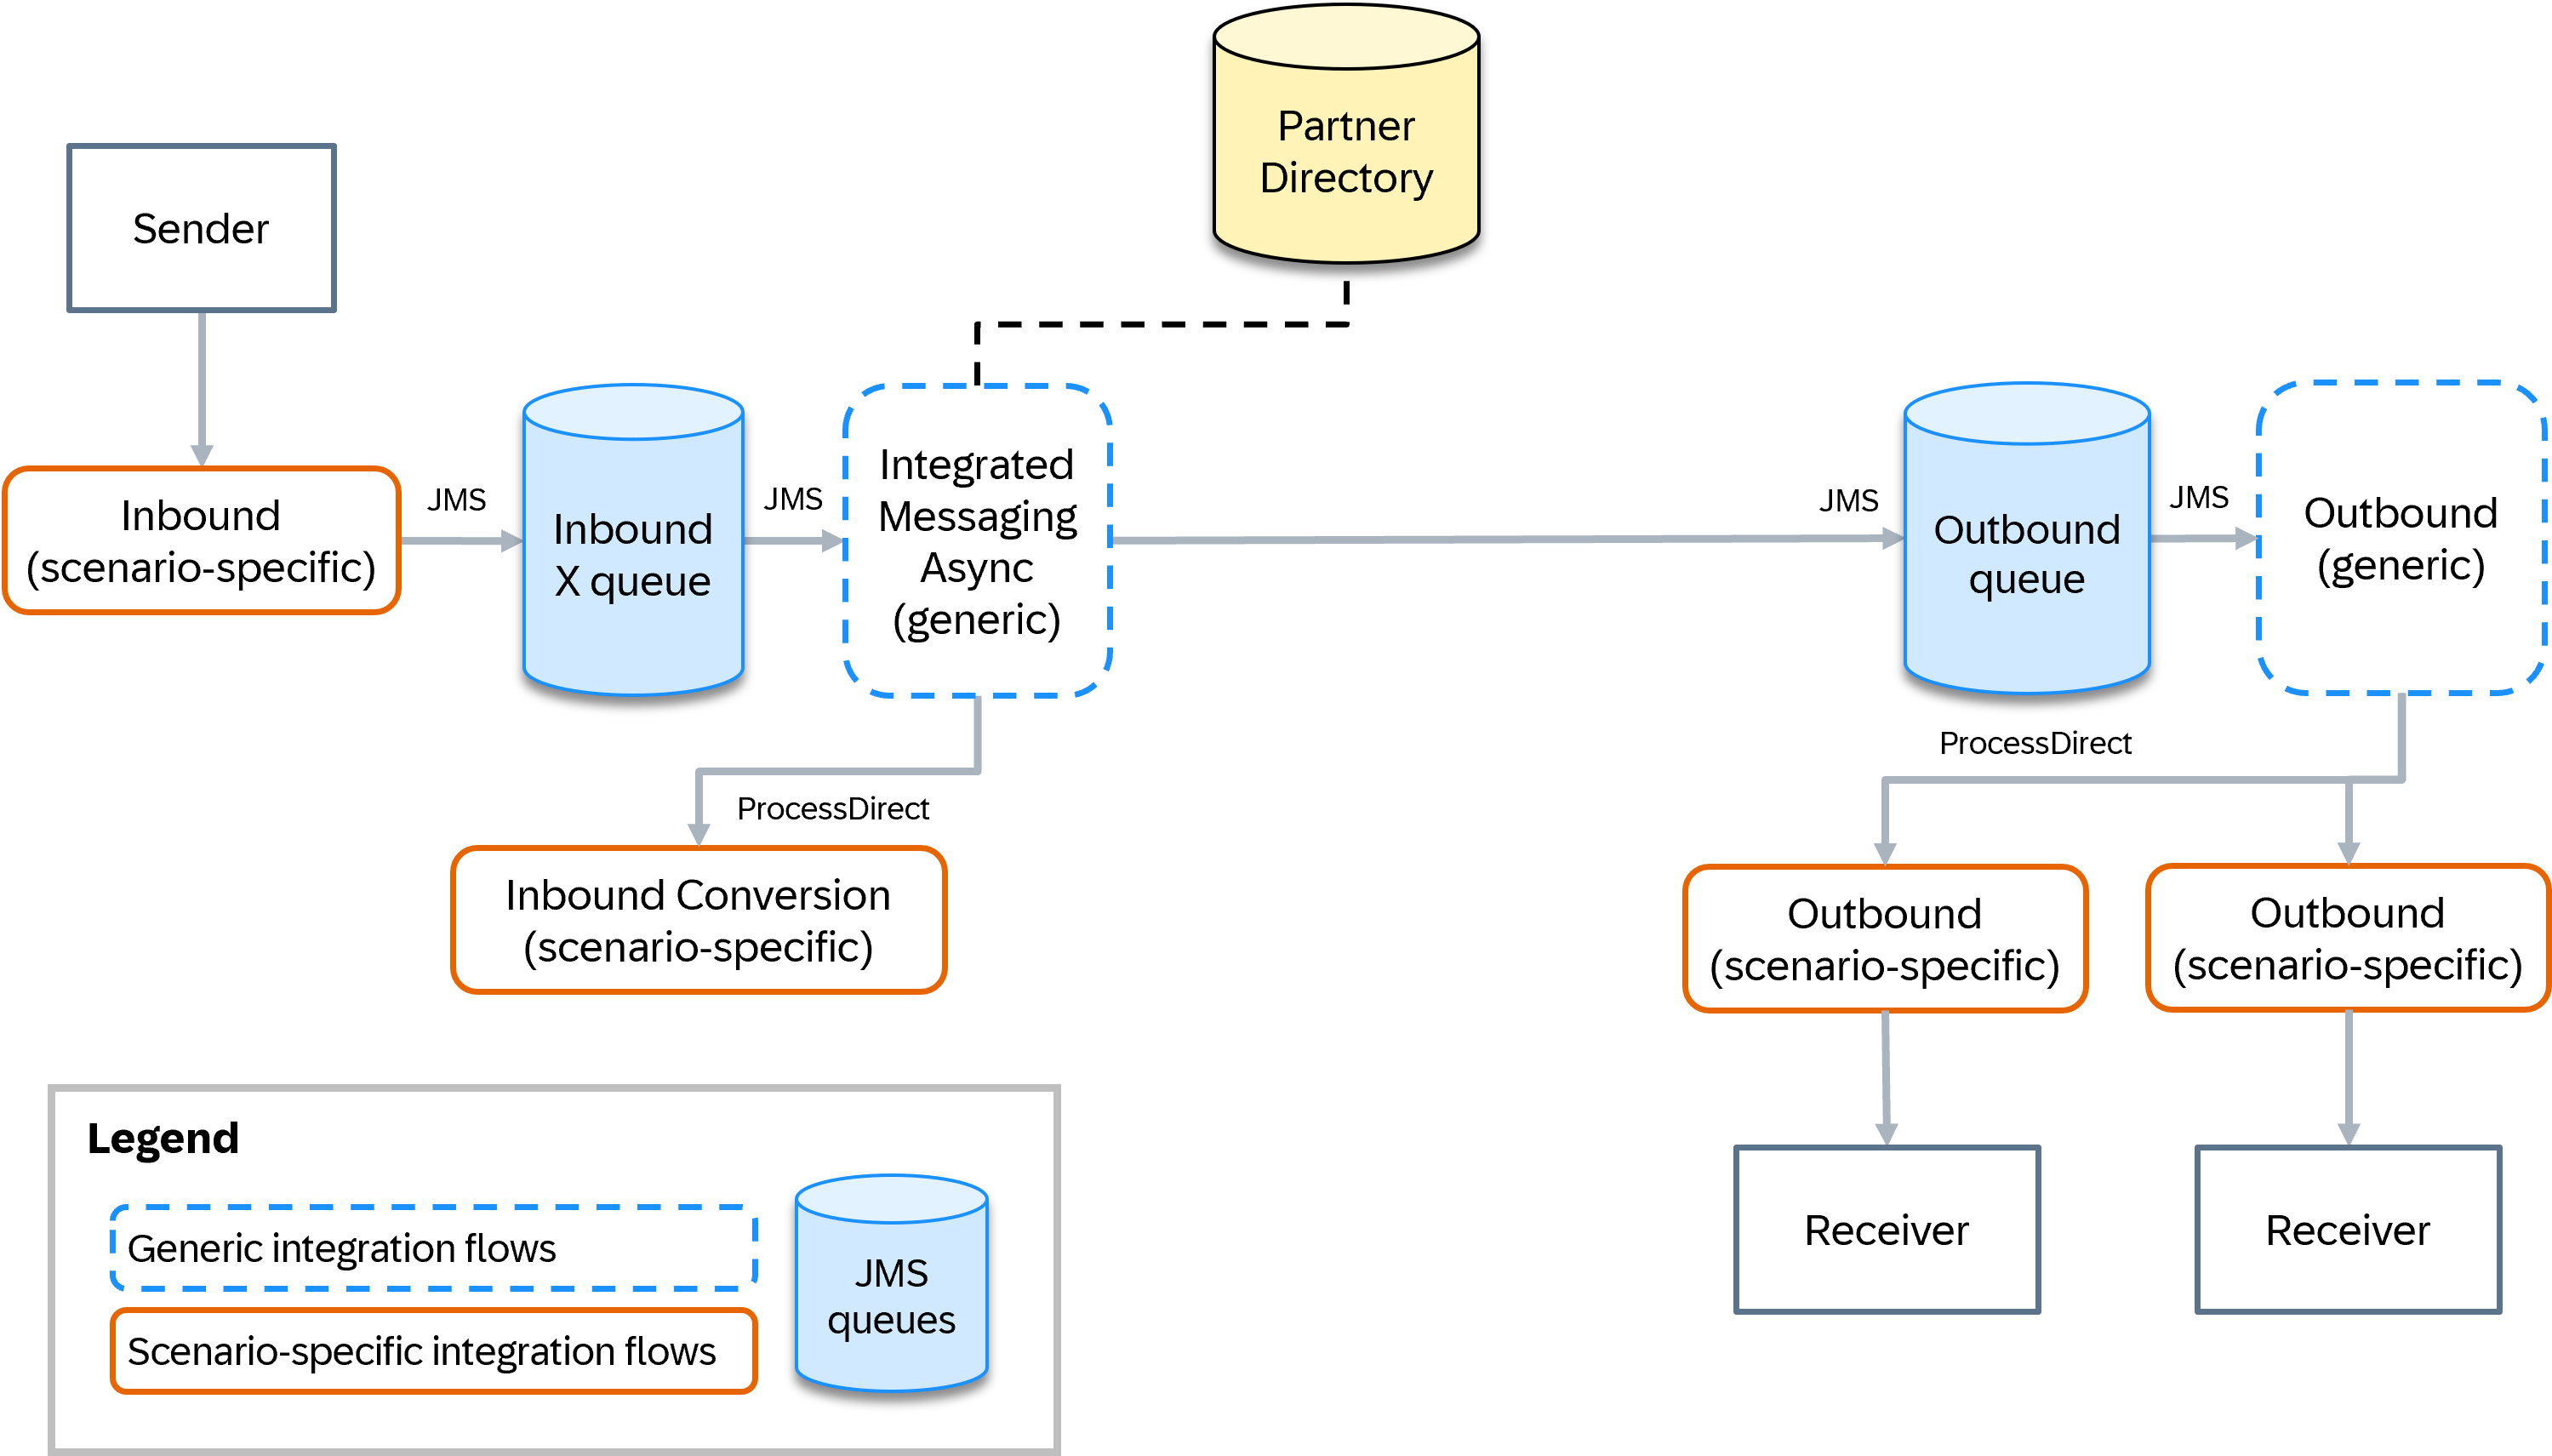 Partner
Directory
Sender
Inbound
(scenario-specific)
JMS
Inbound
X queue
JMS
Integrated
Messaging
Async
(generic)
JMS
Outbound
queue
JMS
Outbound
(generic)
ProcessDirect
Inbound Conversion
(scenario-specific)
ProcessDirect
Outbound
(scenario-specific)
Outbound
(scenario-specific)
Receiver
Receiver
Legend
Generic integration flows
Scenario-specific integration flows
JMS
queues